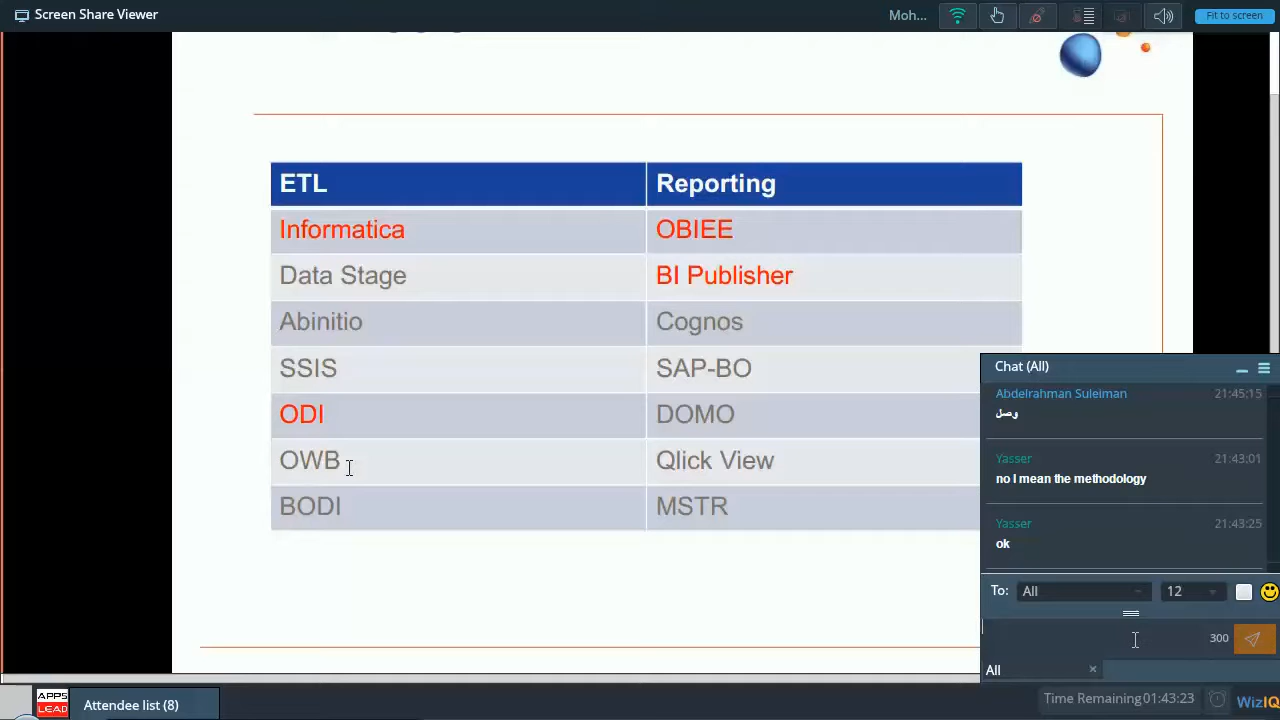 Screen Share Viewer
Moh...
Fit to screen
ETL Reporting
Informatica OBIEE
Data Stage BI Publisher
Abinitio Cognos
SSIS SAP-BO
ODI DOMO
OWB Qlick View
BODI MSTR
Chat (All)
Abdelrahman Suleiman 21:45:15
وصل
Yasser 21:43:01
no I mean the methodology
Yasser 21:43:25
ok
To: All 12
300
All
APPS
LEAD
Attendee list (8)
Time Remaining 01:43:23
WizIQ